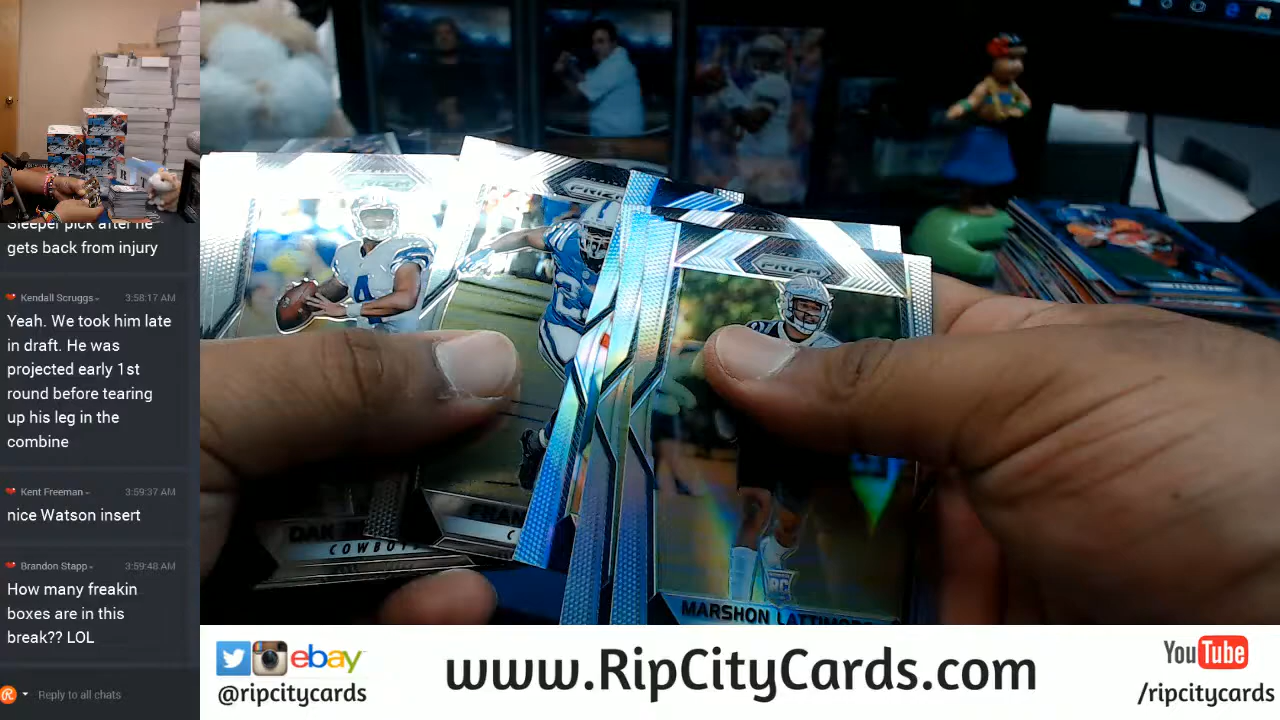 Sleeper pick after he
gets back from injury
Kendall Scruggs
3:58:17 AM
Yeah. We took him late
in draft. He was
projected early 1st
round before tearing
up his leg in the
combine
Kent Freeman
3:59:37 AM
nice Watson insert
Brandon Stapp
3:59:48 AM
How many freakin
boxes are in this
break?? LOL
Reply to all chats
PRIZM
PRIZM
PRIZM
4
DAK
COWBOYS
RC
MARSHON LATTIMORE
ebay
@ripcitycards
www.RipCityCards.com
YouTube
/ripcitycards